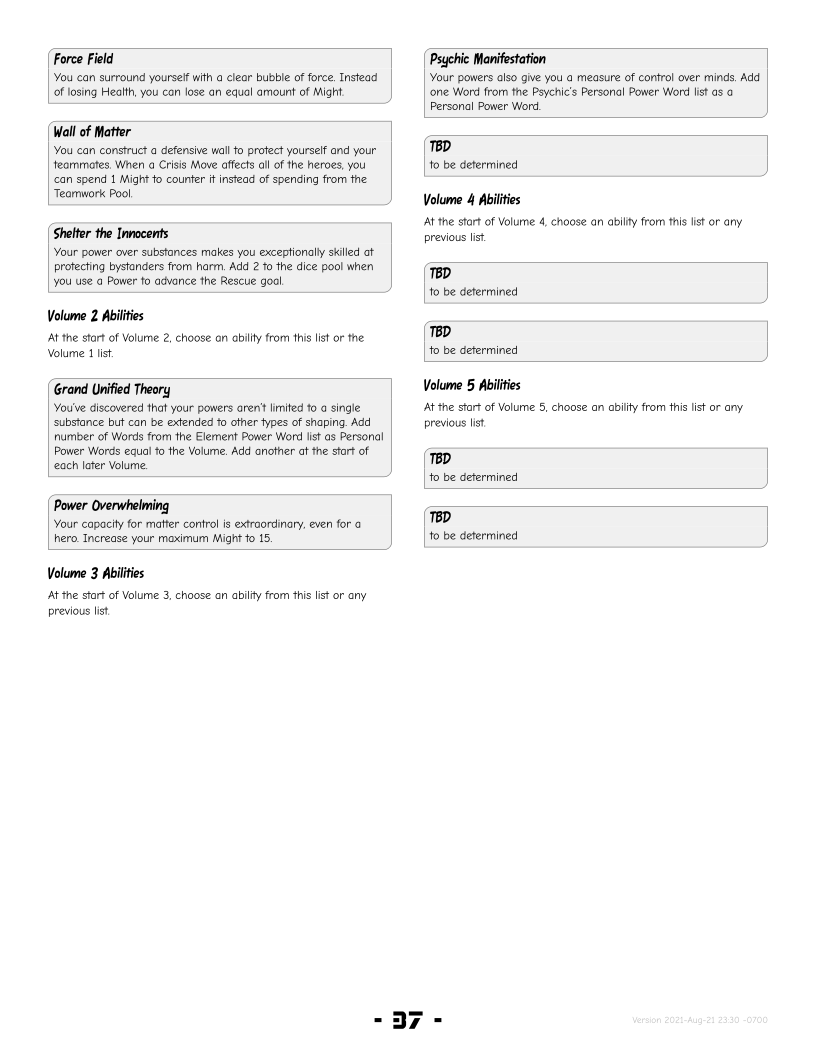 Force Field
You can surround yourself with a clear bubble of force. Instead
of losing Health, you can lose an equal amount of Might.
Wall of Matter
You can construct a defensive wall to protect yourself and your
teammates. When a Crisis Move affects all of the heroes, you
can spend 1 Might to counter it instead of spending from the
Teamwork Pool.
Shelter the Innocents
Your power over substances makes you exceptionally skilled at
protecting bystanders from harm. Add 2 to the dice pool when
you use a Power to advance the Rescue goal.
Volume 2 Abilities
At the start of Volume 2, choose an ability from this list or the
Volume 1 list.
Grand Unified Theory
You've discovered that your powers aren't limited to a single
substance but can be extended to other types of shaping. Add
number of Words from the Element Power Word list as Personal
Power Words equal to the Volume. Add another at the start of
each later Volume.
Power Overwhelming
Your capacity for matter control is extraordinary, even for a
hero. Increase your maximum Might to 15.
Volume 3 Abilities
At the start of Volume 3, choose an ability from this list or any
previous list.
Psychic Manifestation
Your powers also give you a measure of control over minds. Add
one Word from the Psychic's Personal Power Word list as a
Personal Power Word.
TBD
to be determined
Volume 4 Abilities
At the start of Volume 4, choose an ability from this list or any
previous list.
TBD
to be determined
TBD
to be determined
Volume 5 Abilities
At the start of Volume 5, choose an ability from this list or any
previous list.
TBD
to be determined
TBD
to be determined
- 37 -
Version 2021-Aug-21 23:30 -0700